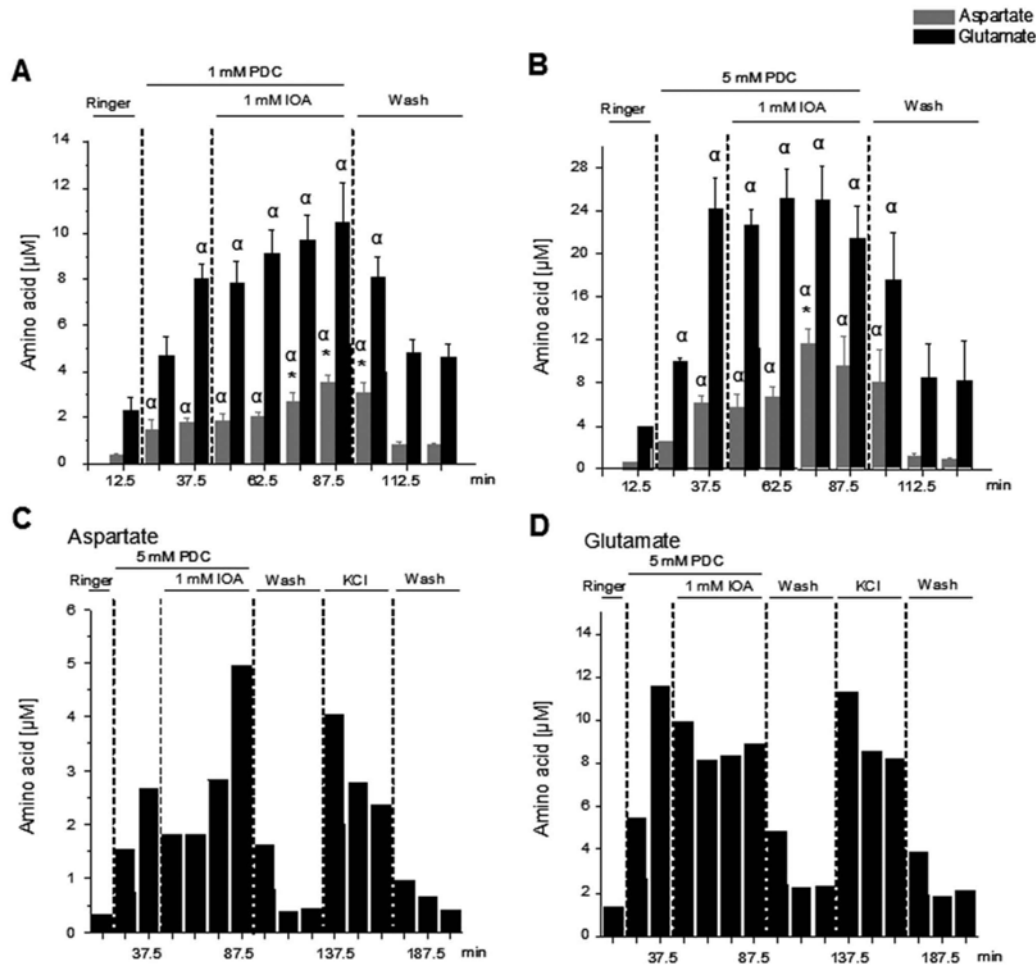 Aspartate
Glutamate
A
1 mM PDC
Ringer
1 mM IOA
Wash
Amino acid [µM]
14
12
10
8
6
4
2
0
α α α α α α α α α α α α
* * *
12.5 37.5 62.5 87.5 112.5 min
B
5 mM PDC
Ringer
1 mM IOA
Wash
Amino acid [µM]
28
24
20
16
12
8
4
0
α α α α α α α α α α α α α
*
12.5 37.5 62.5 87.5 112.5 min
C
Aspartate
5 mM PDC
Ringer
1 mM IOA
Wash
KCl
Wash
Amino acid [µM]
6
5
4
3
2
1
0
37.5 87.5 137.5 187.5 min
D
Glutamate
5 mM PDC
Ringer
1 mM IOA
Wash
KCl
Wash
Amino acid [µM]
14
12
10
8
6
4
2
0
37.5 87.5 137.5 187.5 min